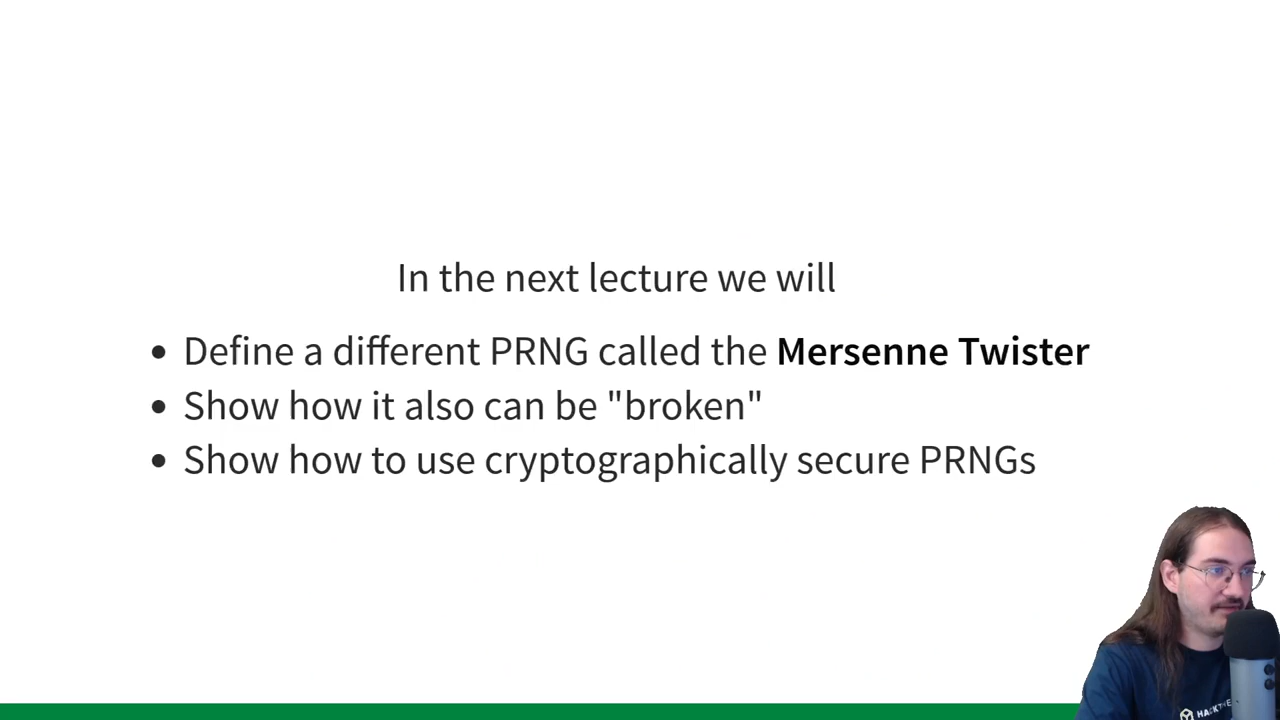 In the next lecture we will
• Define a different PRNG called the Mersenne Twister
• Show how it also can be "broken"
• Show how to use cryptographically secure PRNGs